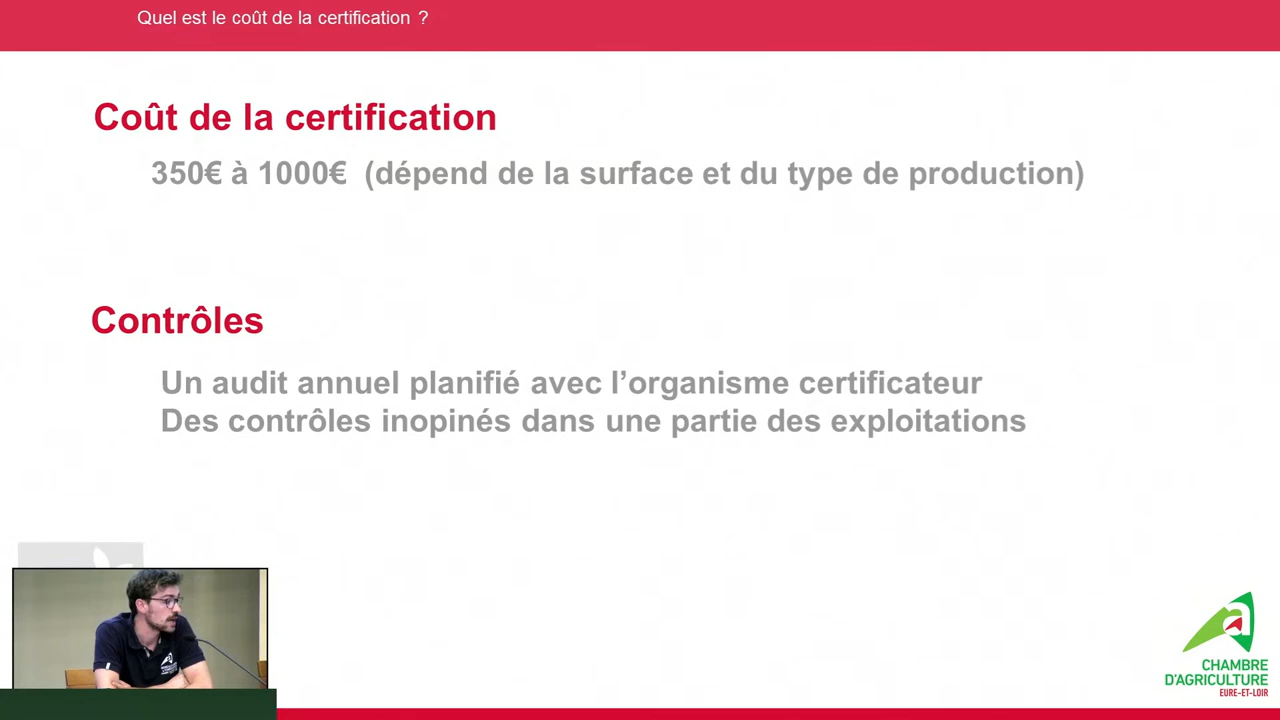 Quel est le coût de la certification ?
Coût de la certification
350€ à 1000€ (dépend de la surface et du type de production)
Contrôles
Un audit annuel planifié avec l’organisme certificateur
Des contrôles inopinés dans une partie des exploitations
CHAMBRE
D'AGRICULTURE
EURE-ET-LOIR